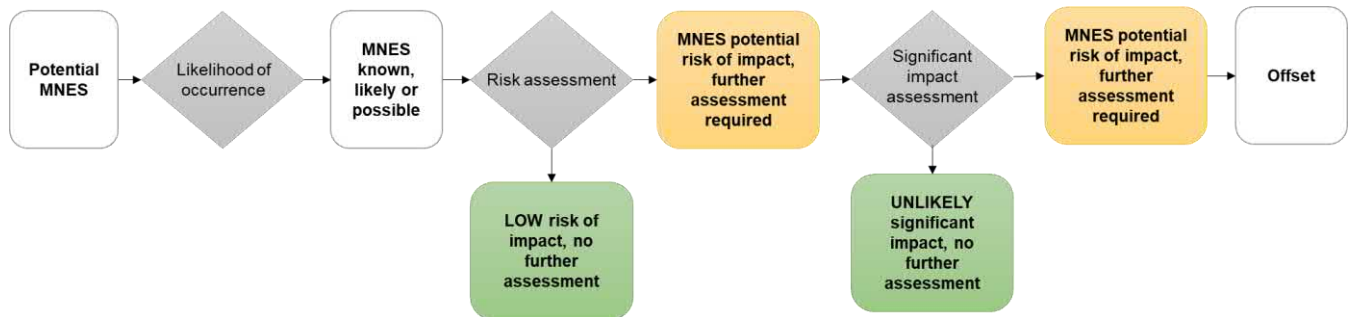 Potential
MNES
Likelihood of
occurrence
MNES
known,
likely or
possible
Risk assessment
MNES potential
risk of impact,
further
assessment
required
Significant
impact
assessment
MNES potential
risk of impact,
further
assessment
required
Offset
LOW risk of
impact, no
further
assessment
UNLIKELY
significant
impact, no
further
assessment